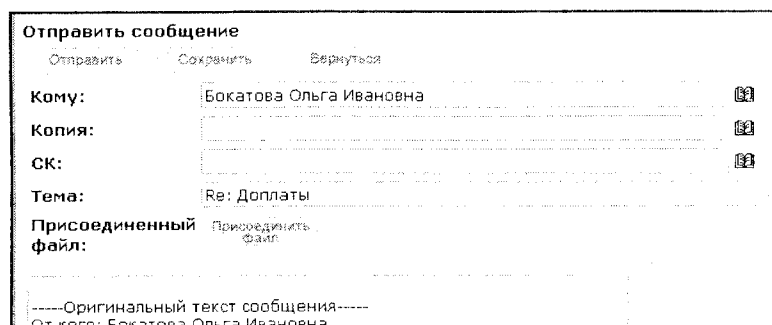 Отправить сообщение
Отправить Сохранить Вернуться
Кому: Бокатова Ольга Ивановна
Копия:
СК:
Тема: Re: Доплаты
Присоединенный файл: Присоединить файл
-----Оригинальный текст сообщения-----
От кого: Бокатова Ольга Ивановна